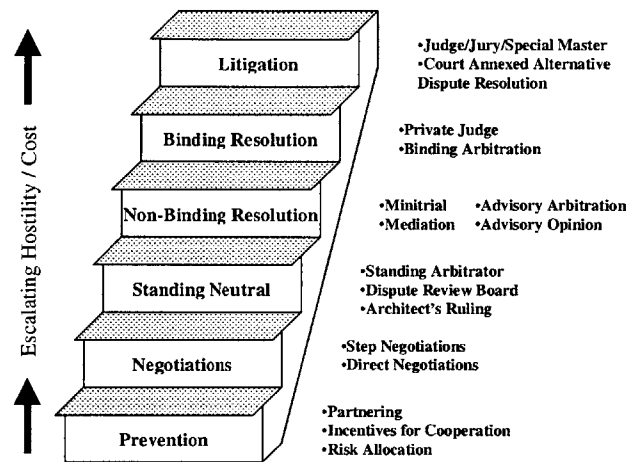 Litigation
•Judge/Jury/Special Master
•Court Annexed Alternative
Dispute Resolution
Binding Resolution
•Private Judge
•Binding Arbitration
Non-Binding Resolution
•Minitrial •Advisory Arbitration
•Mediation •Advisory Opinion
Standing Neutral
•Standing Arbitrator
•Dispute Review Board
•Architect's Ruling
Negotiations
•Step Negotiations
•Direct Negotiations
Prevention
•Partnering
•Incentives for Cooperation
•Risk Allocation
Escalating Hostility / Cost